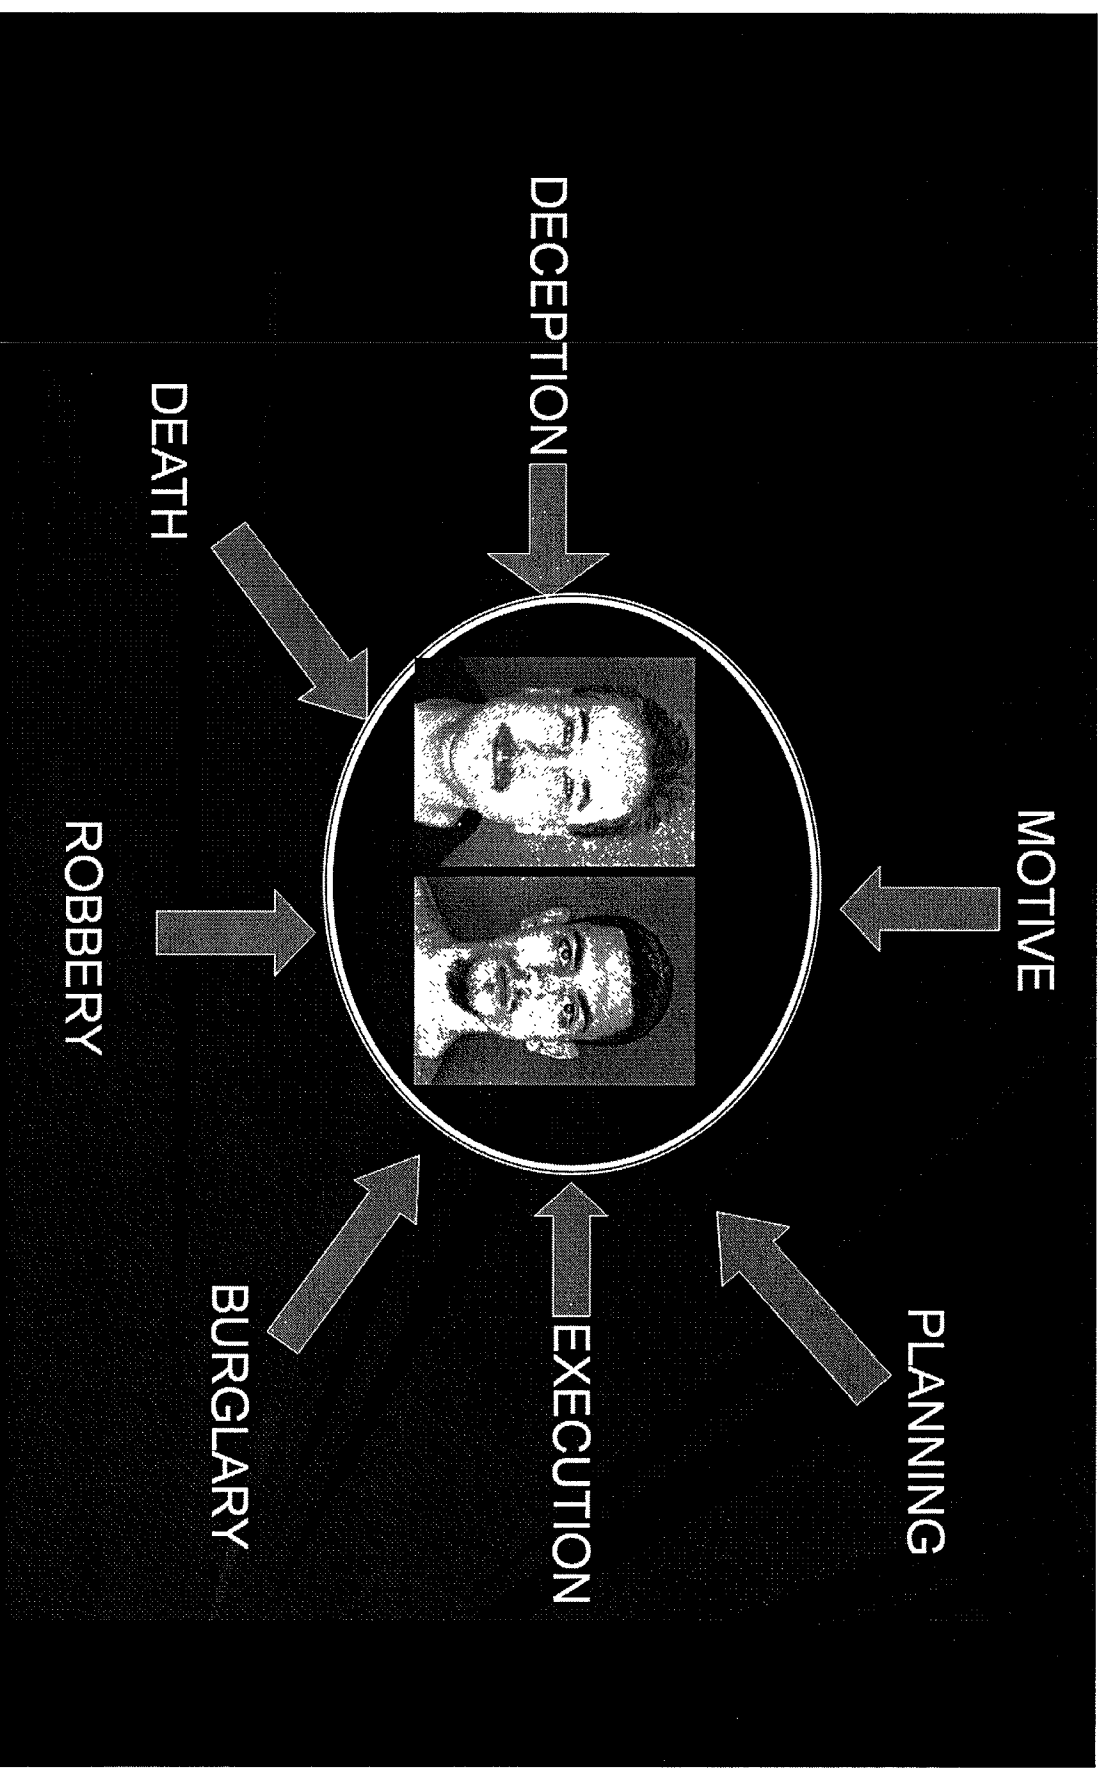 MOTIVE
PLANNING
DECEPTION
EXECUTION
BURGLARY
DEATH
ROBBERY